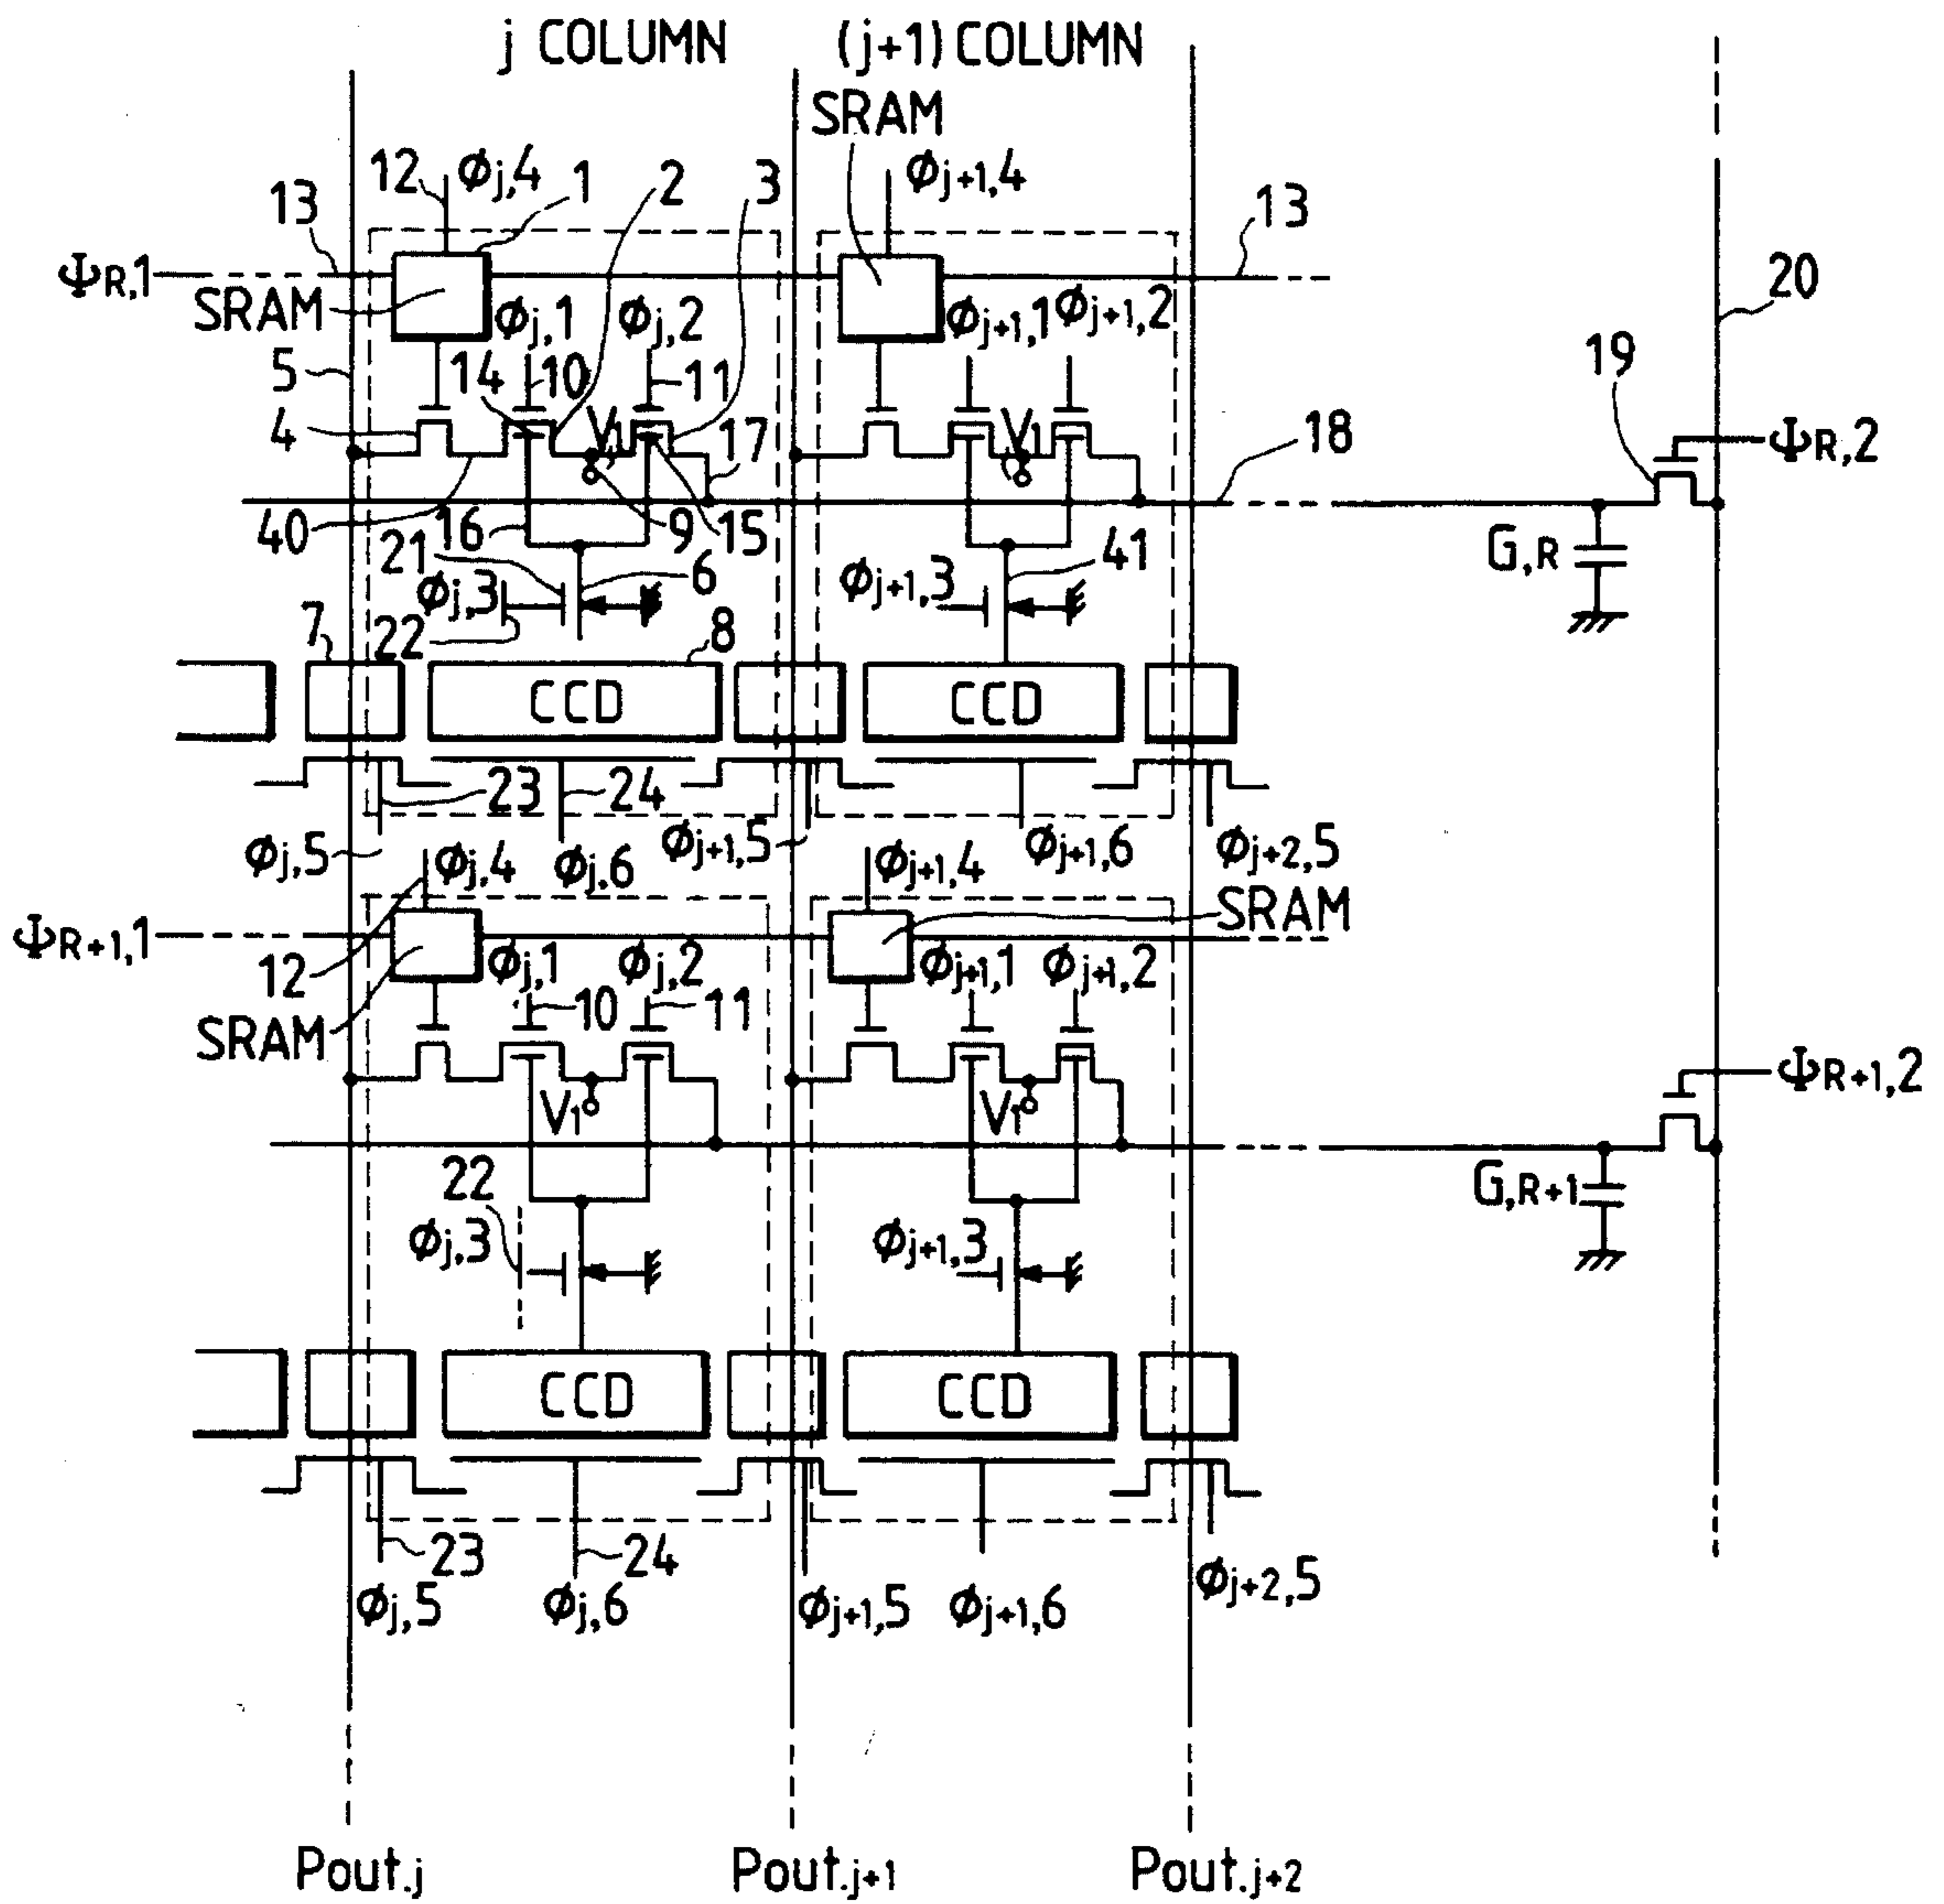 j COLUMN (j+1) COLUMN
SRAM
12 ϕj,4 1 2 3 ϕj+1,4
13 13
ΦR,1
SRAM ϕj,1 ϕj,2 ϕj+1,1 ϕj+1,2 20
5 14 10 11 19
4 V1 17 V1 18 ΦR,2
40 16 9 15
21 6 41 G,R
ϕj,3 ϕj+1,3
7 22 8
CCD CCD
23 24
ϕj,5 ϕj,4 ϕj,6 ϕj+1,5 ϕj+1,4 ϕj+1,6 ϕj+2,5
SRAM
ΦR+1,1
12 ϕj,1 ϕj,2 ϕj+1,1 ϕj+1,2
10 11
SRAM
ΦR+1,2
V1 V1
22 G,R+1
ϕj,3 ϕj+1,3
CCD CCD
23 24
ϕj,5 ϕj,6 ϕj+1,5 ϕj+1,6 ϕj+2,5
Pout.j Pout.j+1 Pout.j+2